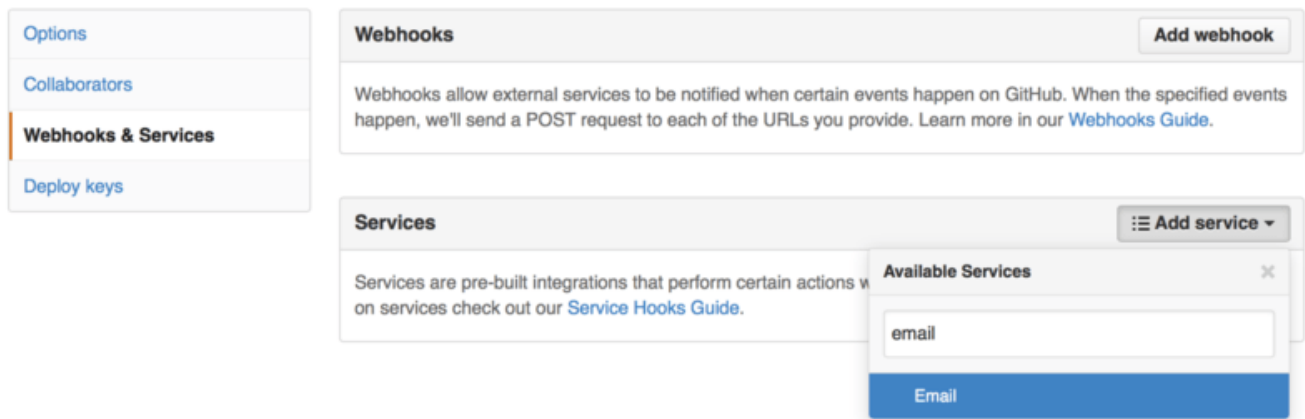 Options
Collaborators
Webhooks & Services
Deploy keys
Webhooks
Add webhook
Webhooks allow external services to be notified when certain events happen on GitHub. When the specified events
happen, we'll send a POST request to each of the URLs you provide. Learn more in our Webhooks Guide.
Services
Add service
Services are pre-built integrations that perform certain actions w
on services check out our Service Hooks Guide.
Available Services
email
Email